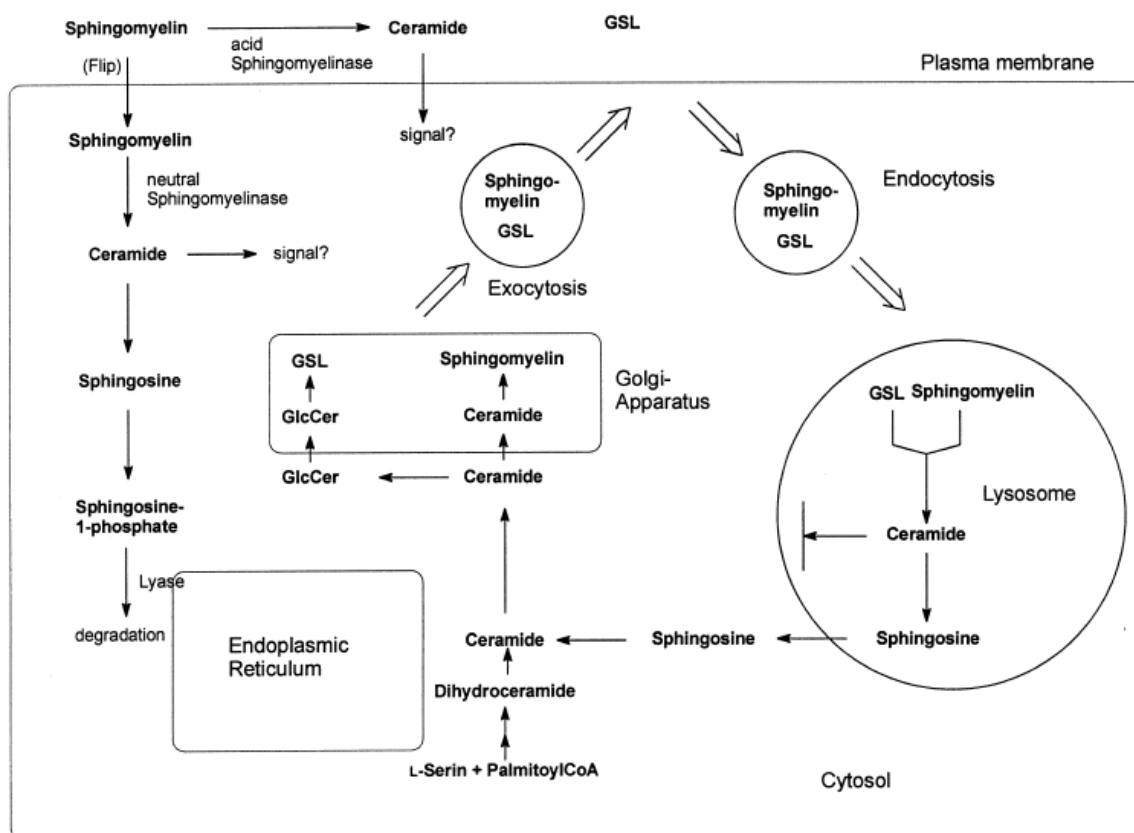 Sphingomyelin
acid
Sphingomyelinase
Ceramide
GSL
Plasma membrane
(Flip)
signal?
Sphingomyelin
neutral
Sphingomyelinase
Ceramide
signal?
Sphingosine
Sphingosine-
1-phosphate
Lyase
degradation
Sphingo-
myelin
GSL
Exocytosis
Sphingo-
myelin
GSL
Endocytosis
GSL
Sphingomyelin
GlcCer
Ceramide
Golgi-
Apparatus
GlcCer
Ceramide
GSL Sphingomyelin
Lysosome
Ceramide
Sphingosine
Sphingosine
Ceramide
Dihydroceramide
L-Serin + PalmitoylCoA
Endoplasmic
Reticulum
Cytosol